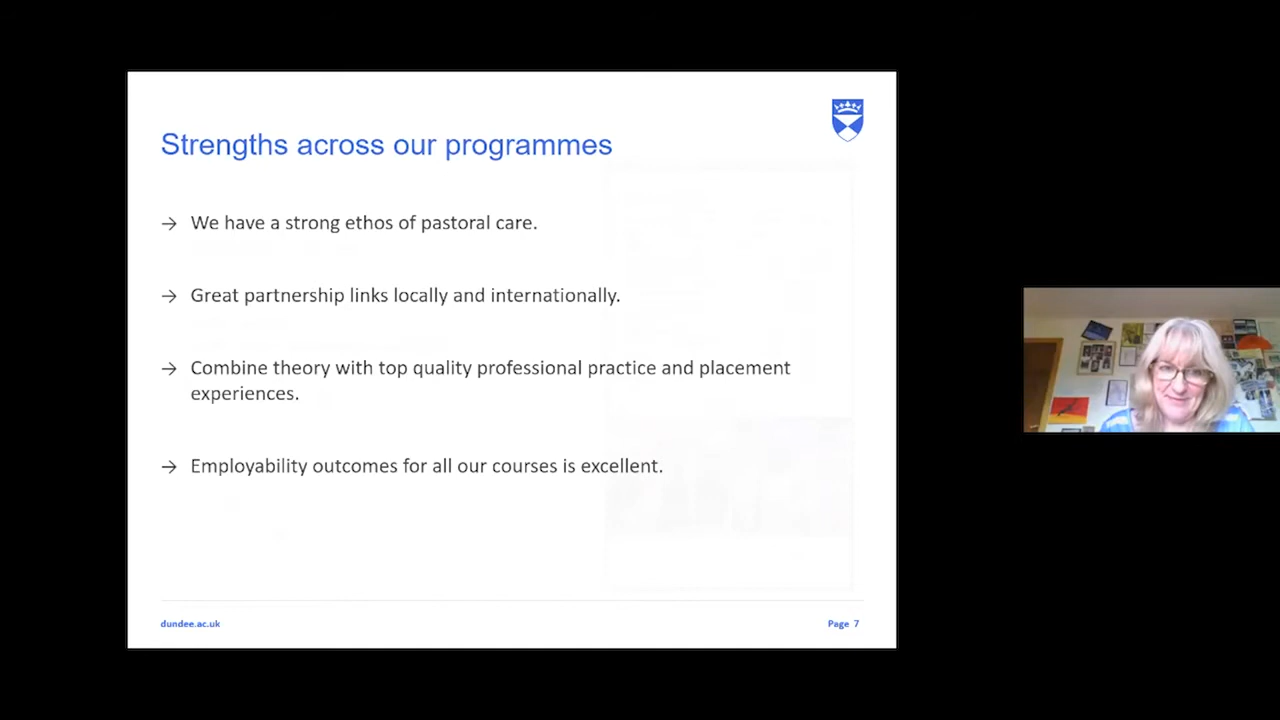 Strengths across our programmes
→ We have a strong ethos of pastoral care.
→ Great partnership links locally and internationally.
→ Combine theory with top quality professional practice and placement
experiences.
→ Employability outcomes for all our courses is excellent.
dundee.ac.uk
Page 7